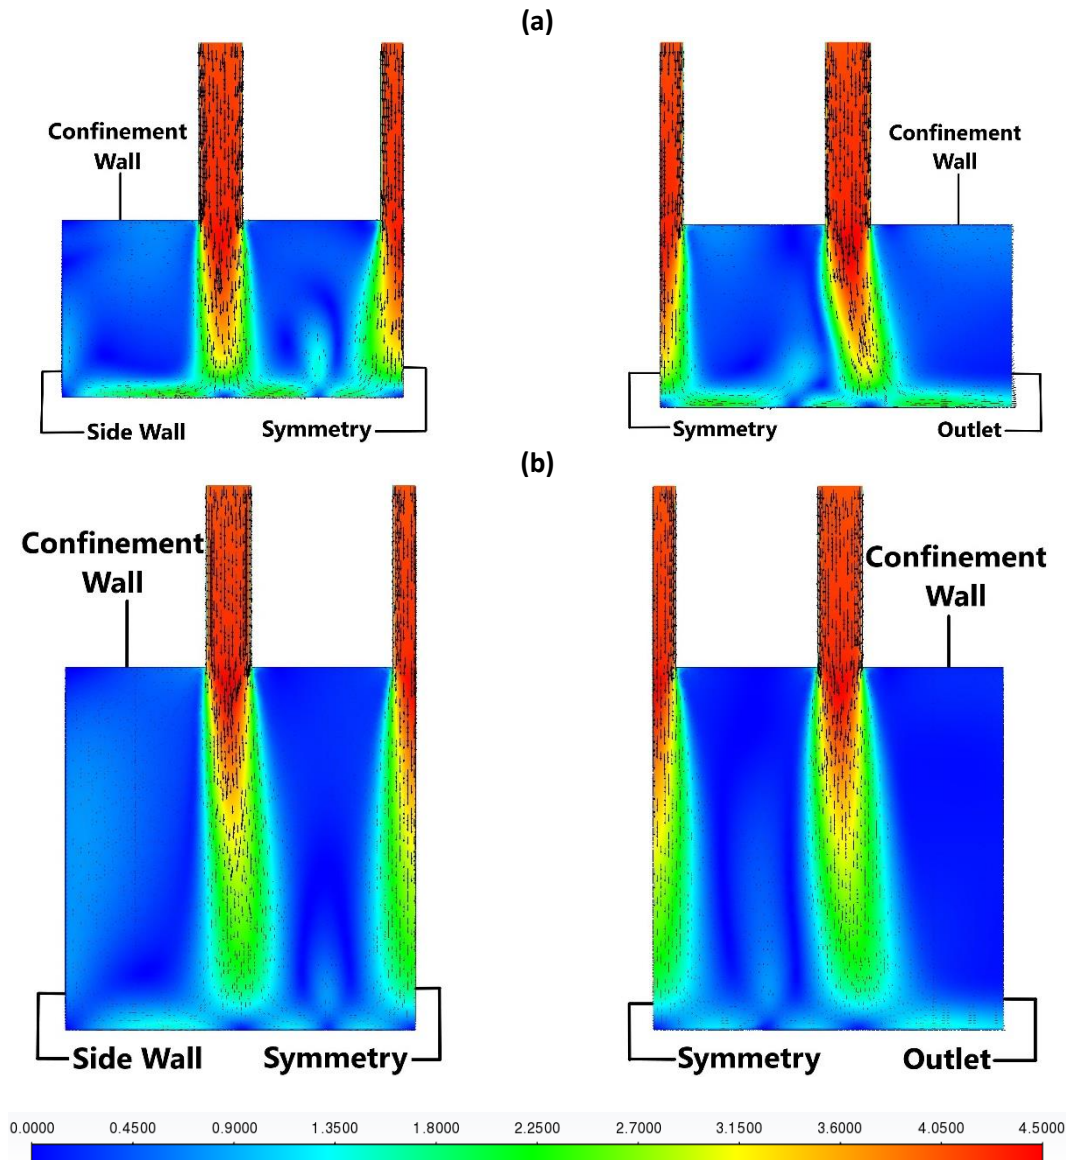 (a)
Confinement
Wall
Confinement
Wall
Side Wall
Symmetry
Symmetry
Outlet
(b)
Confinement
Wall
Confinement
Wall
Side Wall
Symmetry
Symmetry
Outlet
0.0000 0.4500 0.9000 1.3500 1.8000 2.2500 2.7000 3.1500 3.6000 4.0500 4.5000